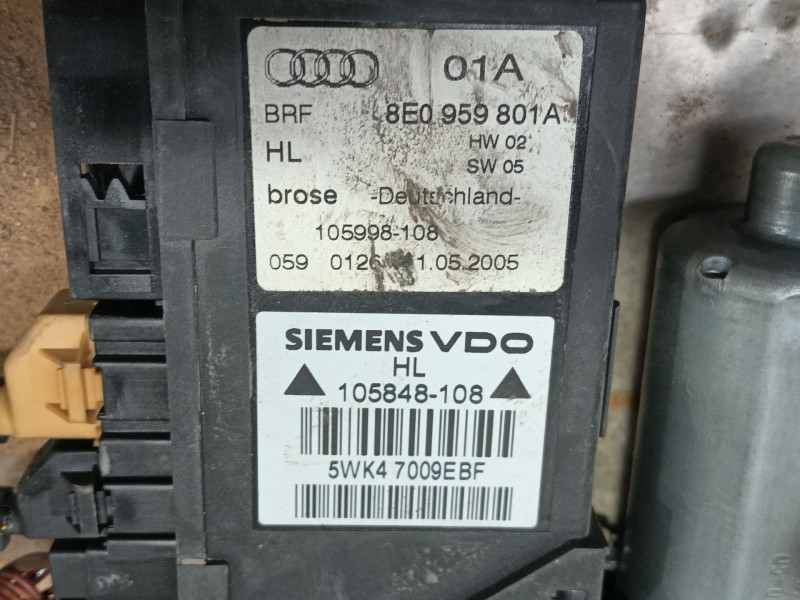 01A
BRF 8E0 959 801A
HL HW 02
SW 05
brose -Deutschland-
105998-108
059 0126 1.05.2005
SIEMENS VDO
HL
105848-108
5WK4 7009EBF